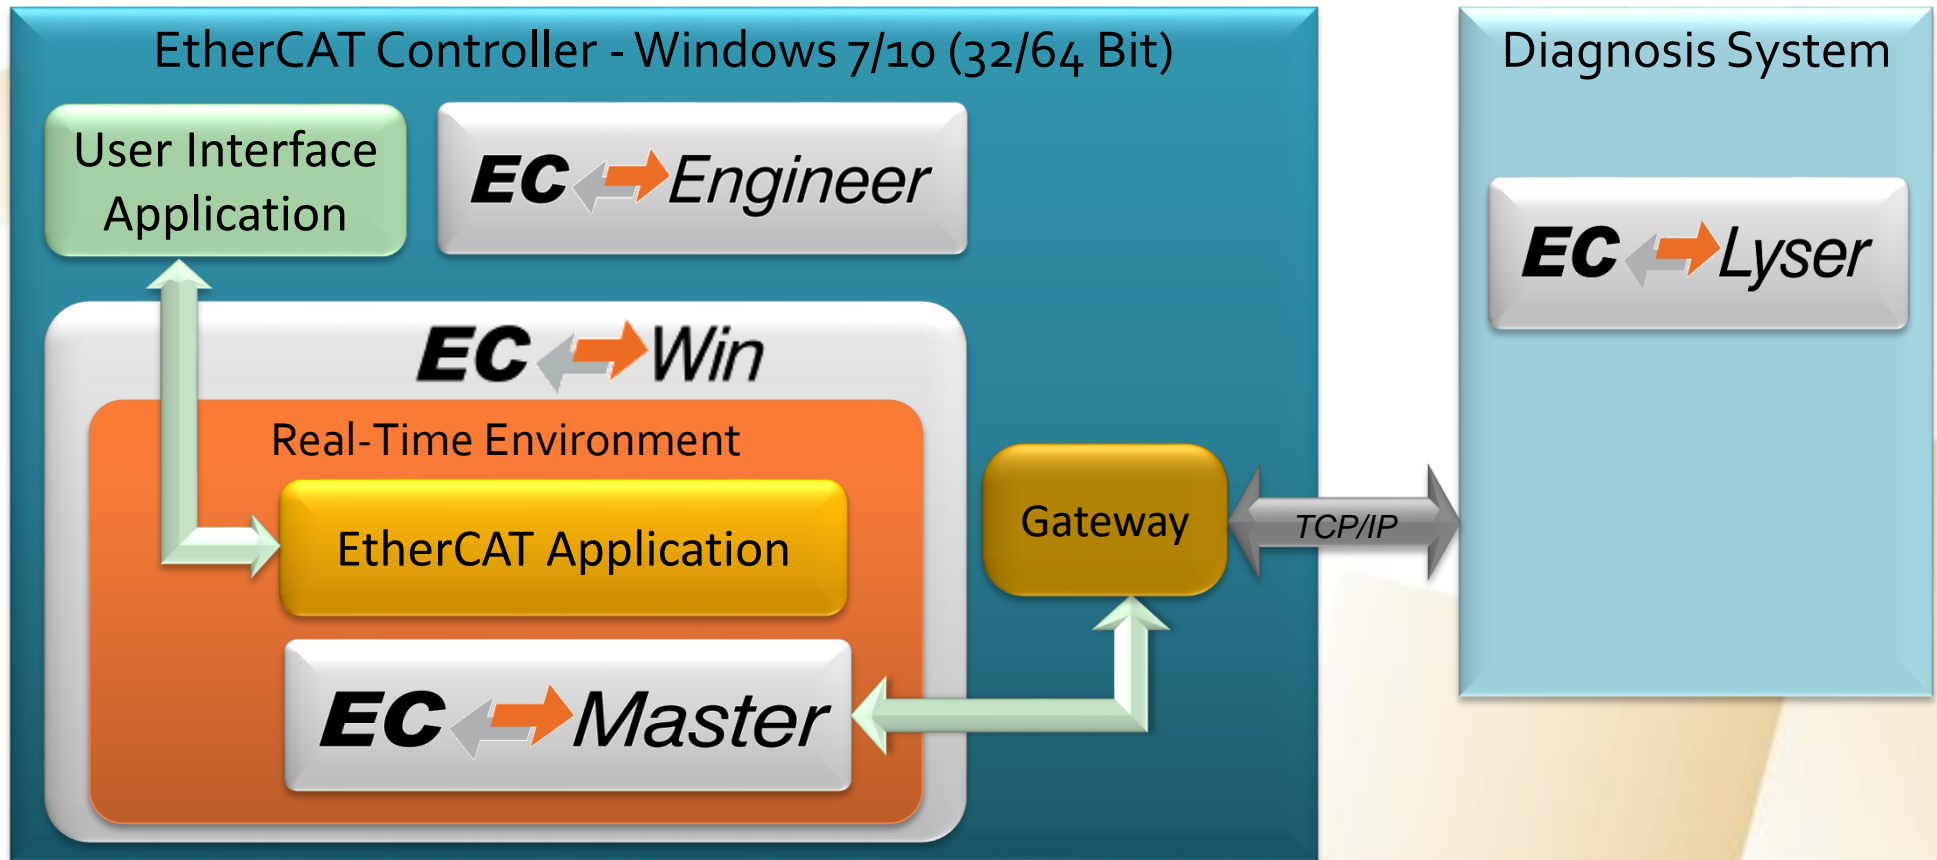 EtherCAT Controller - Windows 7/10 (32/64 Bit)
Diagnosis System
User Interface
Application
EC Engineer
EC Lyser
EC Win
Real-Time Environment
EtherCAT Application
Gateway
TCP/IP
EC Master